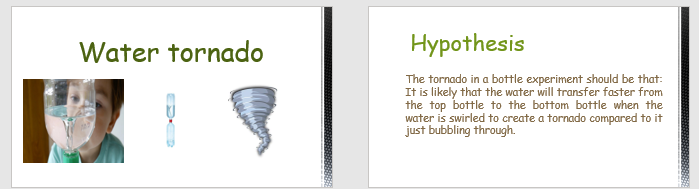 Water tornado
Hypothesis
The tornado in a bottle experiment should be that:
It is likely that the water will transfer faster from
the top bottle to the bottom bottle when the
water is swirled to create a tornado compared to it
just bubbling through.